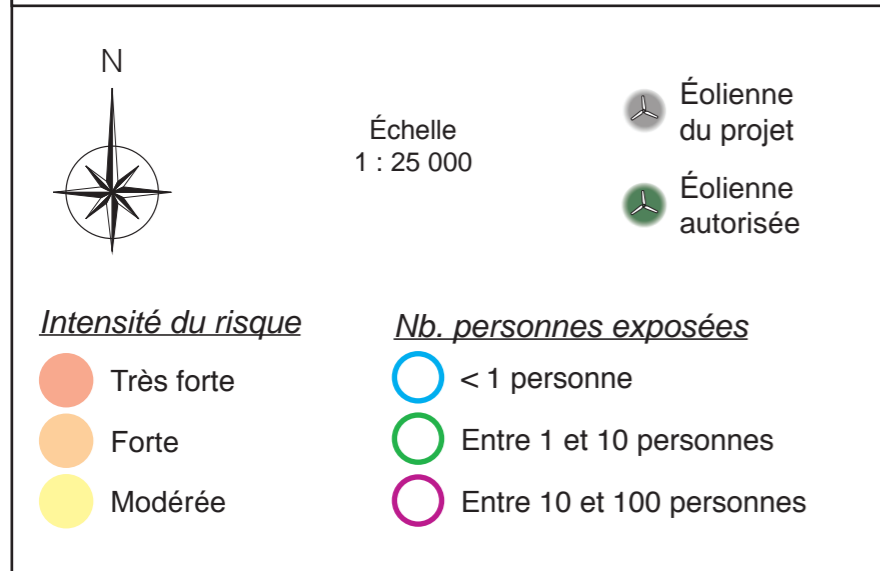 N
Échelle
1 : 25 000
Éolienne
du projet
Éolienne
autorisée
Intensité du risque
Très forte
Forte
Modérée
Nb. personnes exposées
< 1 personne
Entre 1 et 10 personnes
Entre 10 et 100 personnes